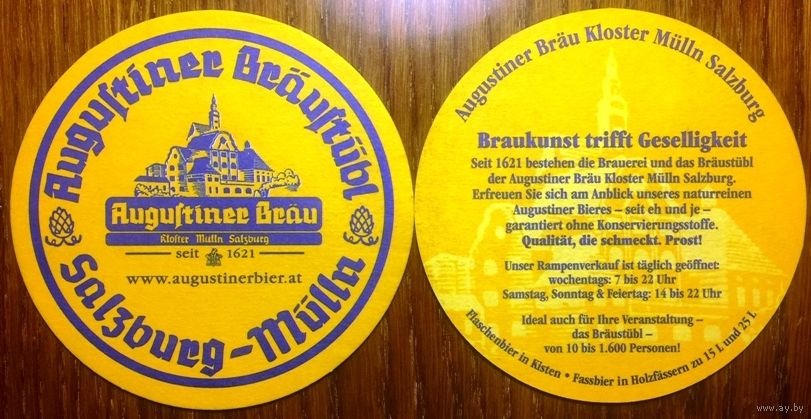 Augustiner Bräustübl
Augustiner Bräu
Kloster Mülln Salzburg
seit 1621
www.augustinerbier.at
Salzburg-Mülln
Augustiner Bräu Kloster Mülln Salzburg
Braukunst trifft Geselligkeit
Seit 1621 bestehen die Brauerei und das Bräustübl
der Augustiner Bräu Kloster Mülln Salzburg.
Erfreuen Sie sich am Anblick unseres naturreinen
Augustiner Bieres – seit eh und je –
garantiert ohne Konservierungsstoffe.
Qualität, die schmeckt. Prost!
Unser Rampenverkauf ist täglich geöffnet:
wochentags: 7 bis 22 Uhr
Samstag, Sonntag & Feiertag: 14 bis 22 Uhr
Ideal auch für Ihre Veranstaltung –
das Bräustübl –
von 10 bis 1.600 Personen!
Flaschenbier in Kisten • Fassbier in Holzfässern zu 15 L und 25 L
www.ay.by